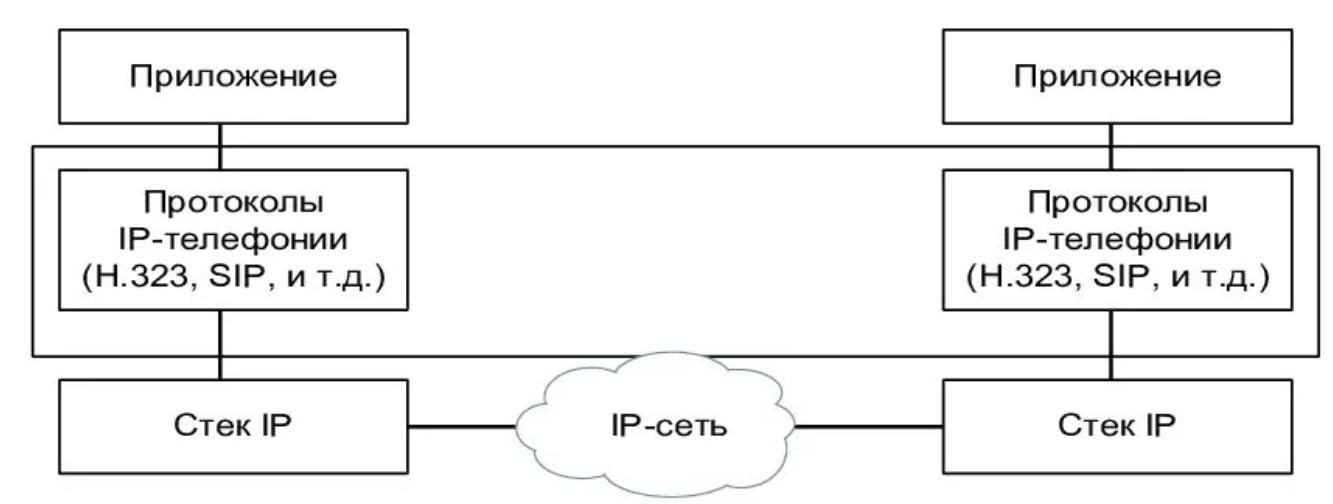 Приложение
Приложение
Протоколы
IP-телефонии
(H.323, SIP, и т.д.)
Протоколы
IP-телефонии
(H.323, SIP, и т.д.)
Стек IP
IP-сеть
Стек IP